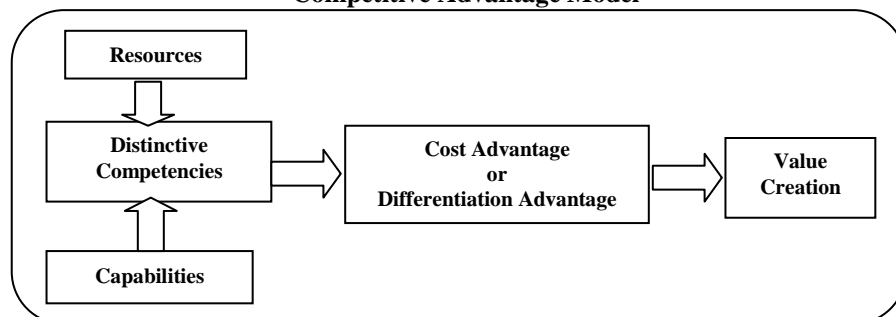 Competitive Advantage Model
Resources
Distinctive
Competencies
Capabilities
Cost Advantage
or
Differentiation Advantage
Value
Creation